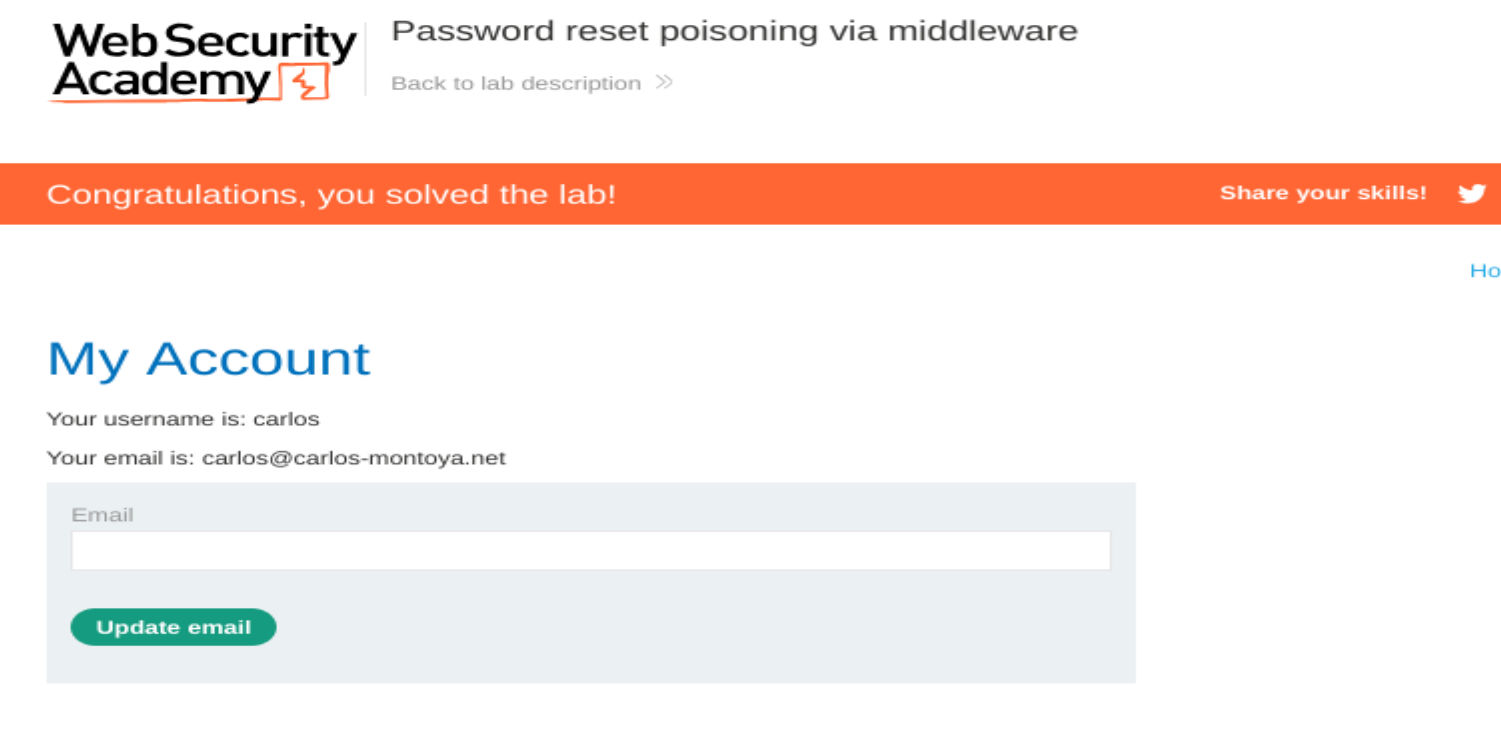 Web Security
Academy
Password reset poisoning via middleware
Back to lab description
Congratulations, you solved the lab!
Share your skills!
Ho
My Account
Your username is: carlos
Your email is: carlos@carlos-montoya.net
Email
Update email